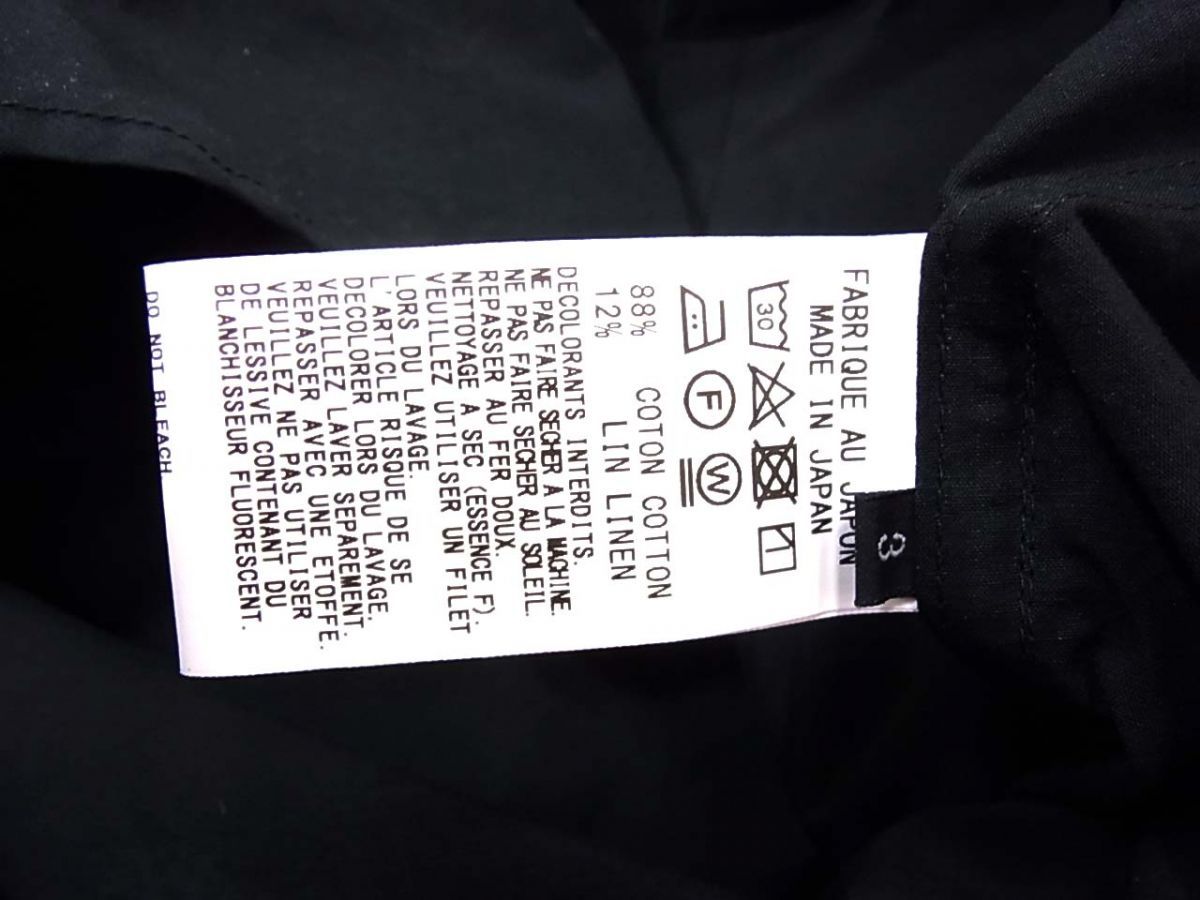 3
FABRIQUE AU JAPON
MADE IN JAPAN
30
F
W
88% COTON COTTON
12% LIN LINEN
DECOLORANTS INTERDITS.
NE PAS FAIRE SECHER A LA MACHINE.
NE PAS FAIRE SECHER AU SOLEIL.
REPASSER AU FER DOUX.
NETTOYAGE A SEC (ESSENCE F).
VEUILLEZ UTILISER UN FILET
LORS DU LAVAGE.
L'ARTICLE RISQUE DE SE
DECOLORER LORS DU LAVAGE.
VEUILLEZ LAVER SEPAREMENT.
REPASSER AVEC UNE ETOFFE.
VEUILLEZ NE PAS UTILISER
DE LESSIVE CONTENANT DU
BLANCHISSEUR FLUORESCENT.
DO NOT BLEACH